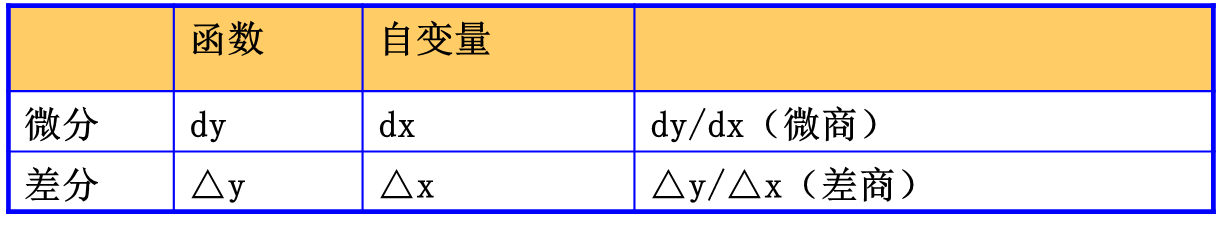 函数 自变量
微分 dy dx dy/dx（微商）
差分 △y △x △y/△x（差商）